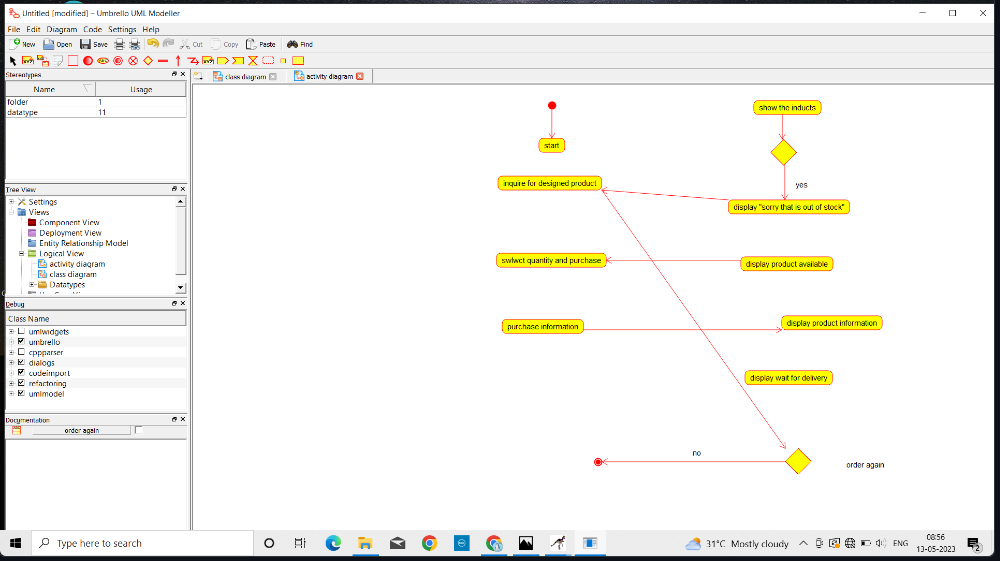 Untitled [modified] – Umbrello UML Modeller
File Edit Diagram Code Settings Help
New Open Save Cut Copy Paste Find
Stereotypes
Name Usage
folder 1
datatype 11
Tree View
Settings
Views
Component View
Deployment View
Entity Relationship Model
Logical View
activity diagram
class diagram
Datatypes
Debug
Class Name
umlwidgets
umbrello
cppparser
dialogs
codeimport
refactoring
umlmodel
Documentation
order again
class diagram activity diagram
show the inducts
start
yes
inquire for designed product
display "sorry that is out of stock"
swlwct quantity and purchase
display product available
purchase information
display product information
display wait for delivery
no
order again
Type here to search
31°C Mostly cloudy
ENG
08:56
13-05-2023
2